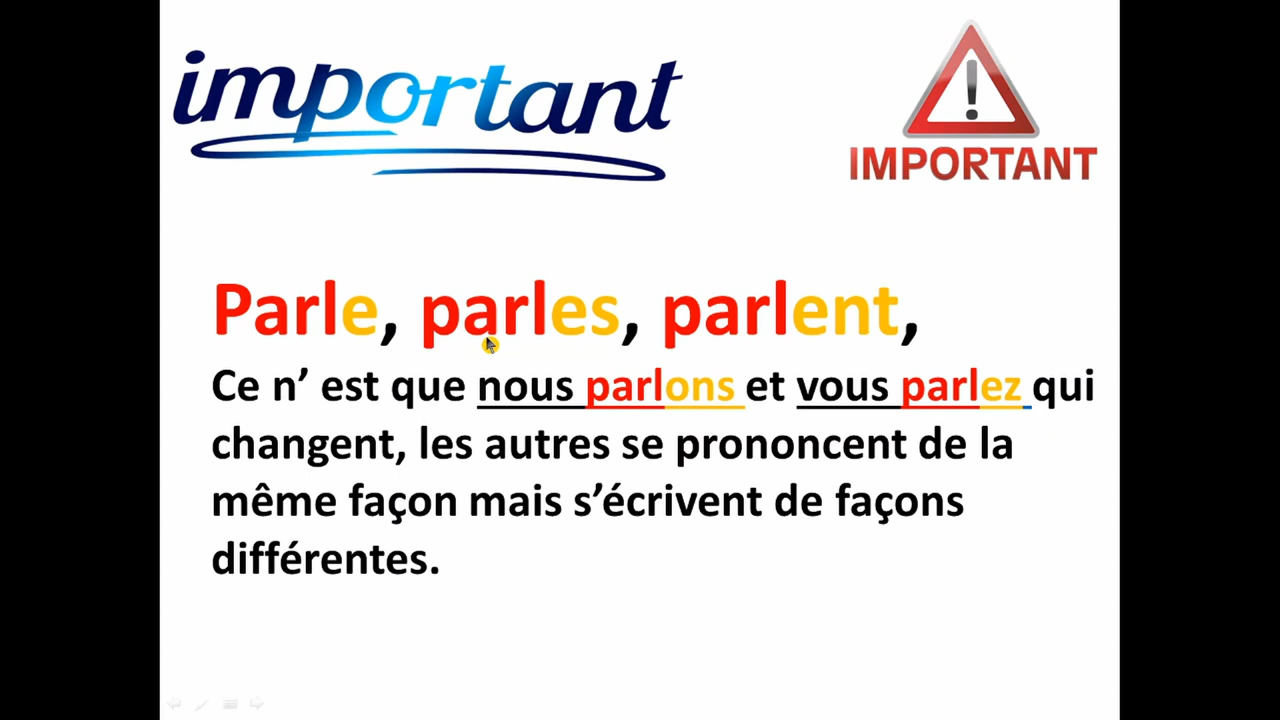 important
IMPORTANT
Parle, parles, parlent,
Ce n’ est que nous parlons et vous parlez qui
changent, les autres se prononcent de la
même façon mais s’écrivent de façons
différentes.